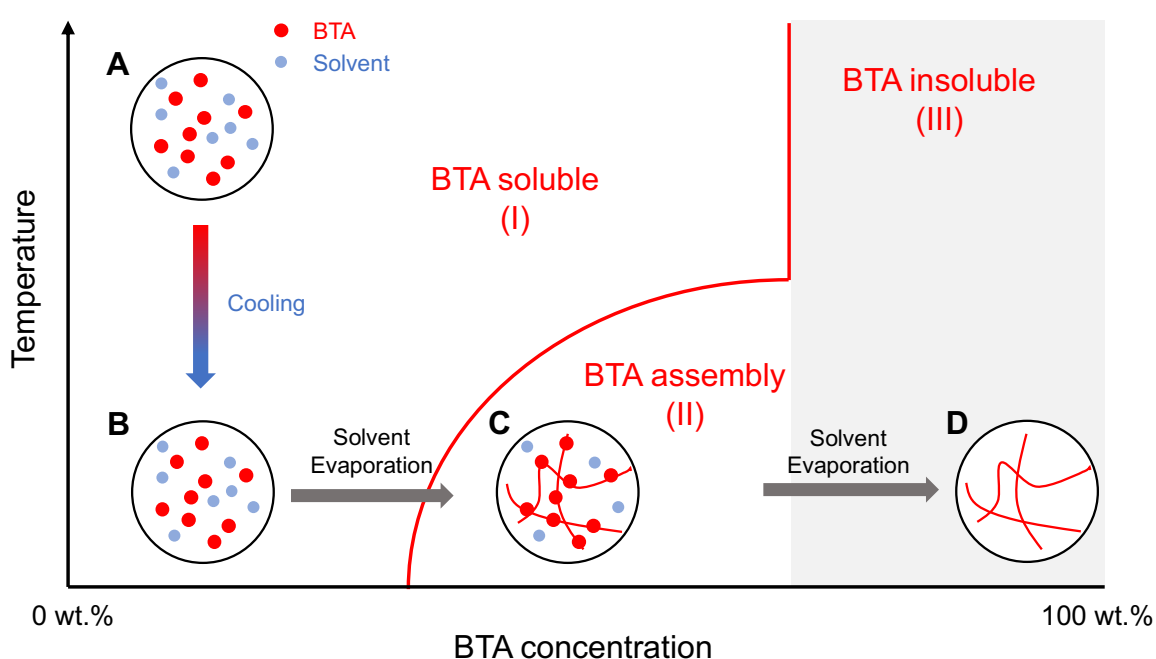 BTA
Solvent
A
BTA insoluble
(III)
BTA soluble
(I)
Temperature
Cooling
BTA assembly
(II)
B
Solvent
Evaporation
C
Solvent
Evaporation
D
0 wt.%
100 wt.%
BTA concentration